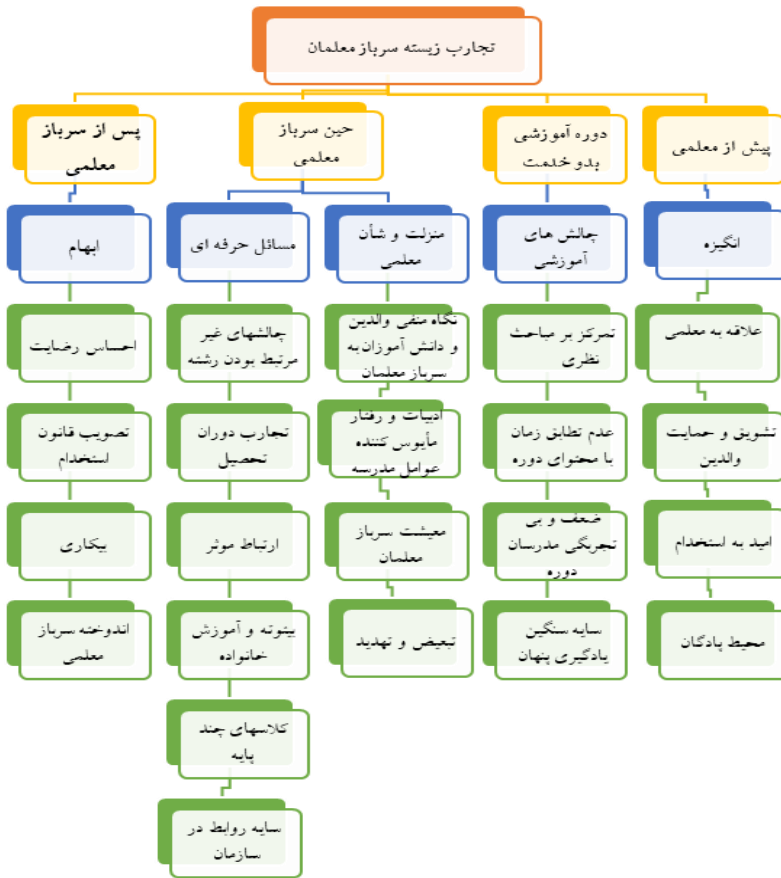 تجارب زیسته سرباز معلمان
پیش از معلمی
دوره آموزشی
بدو خدمت
حین سرباز
معلمی
پس از سرباز
معلمی
انگیزه
چالش های
آموزشی
منزلت و شأن
معلمی
مسائل حرفه ای
ابهام
علاقه به معلمی
تمرکز بر مباحث
نظری
نگاه منفی والدین
و دانش آموزان به
سرباز معلمان
چالشهای غیر
مرتبط بودن رشته
احساس رضایت
تشویق و حمایت
والدین
عدم تطابق زمان
با محتوای دوره
ادبیات و رفتار
مأیوس کننده
عوامل مدرسه
تجارب دوران
تحصیل
تصویب قانون
استخدام
امید به استخدام
ضعف و بی
تجربگی مدرسان
دوره
معیشت سرباز
معلمان
ارتباط موثر
بیکاری
محیط پادگان
سایه سنگین
یادگیری پنهان
تبعیض و تهدید
بیتوته و آموزش
خانواده
اندوخته سرباز
معلمی
کلاسهای چند
پایه
سایه روابط در
سازمان